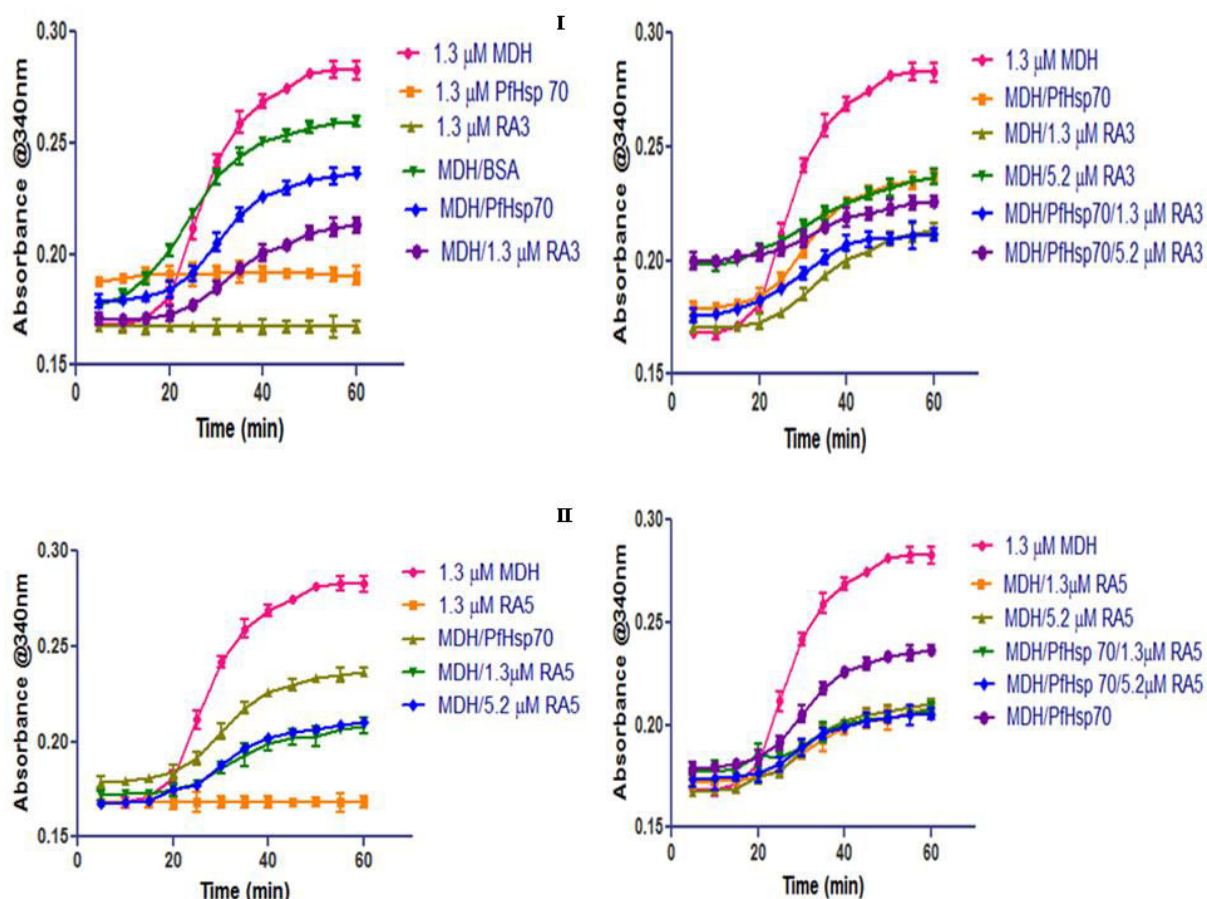 I
Absorbance @340nm
0.30
0.25
0.20
0.15
0
20
40
60
Time (min)
1.3 µM MDH
1.3 µM PfHsp 70
1.3 µM RA3
MDH/BSA
MDH/PfHsp70
MDH/1.3 µM RA3
Absorbance @340nm
0.30
0.25
0.20
0.15
0
20
40
60
Time (min)
1.3 µM MDH
MDH/PfHsp70
MDH/1.3 µM RA3
MDH/5.2 µM RA3
MDH/PfHsp70/1.3 µM RA3
MDH/PfHsp70/5.2 µM RA3
II
Absorbance @340nm
0.30
0.25
0.20
0.15
0
20
40
60
Time (min)
1.3 µM MDH
1.3 µM RA5
MDH/PfHsp70
MDH/1.3µM RA5
MDH/5.2 µM RA5
Absorbance @340nm
0.30
0.25
0.20
0.15
0
20
40
60
Time (min)
1.3 µM MDH
MDH/1.3µM RA5
MDH/5.2 µM RA5
MDH/PfHsp 70/1.3µM RA5
MDH/PfHsp 70/5.2µM RA5
MDH/PfHsp70